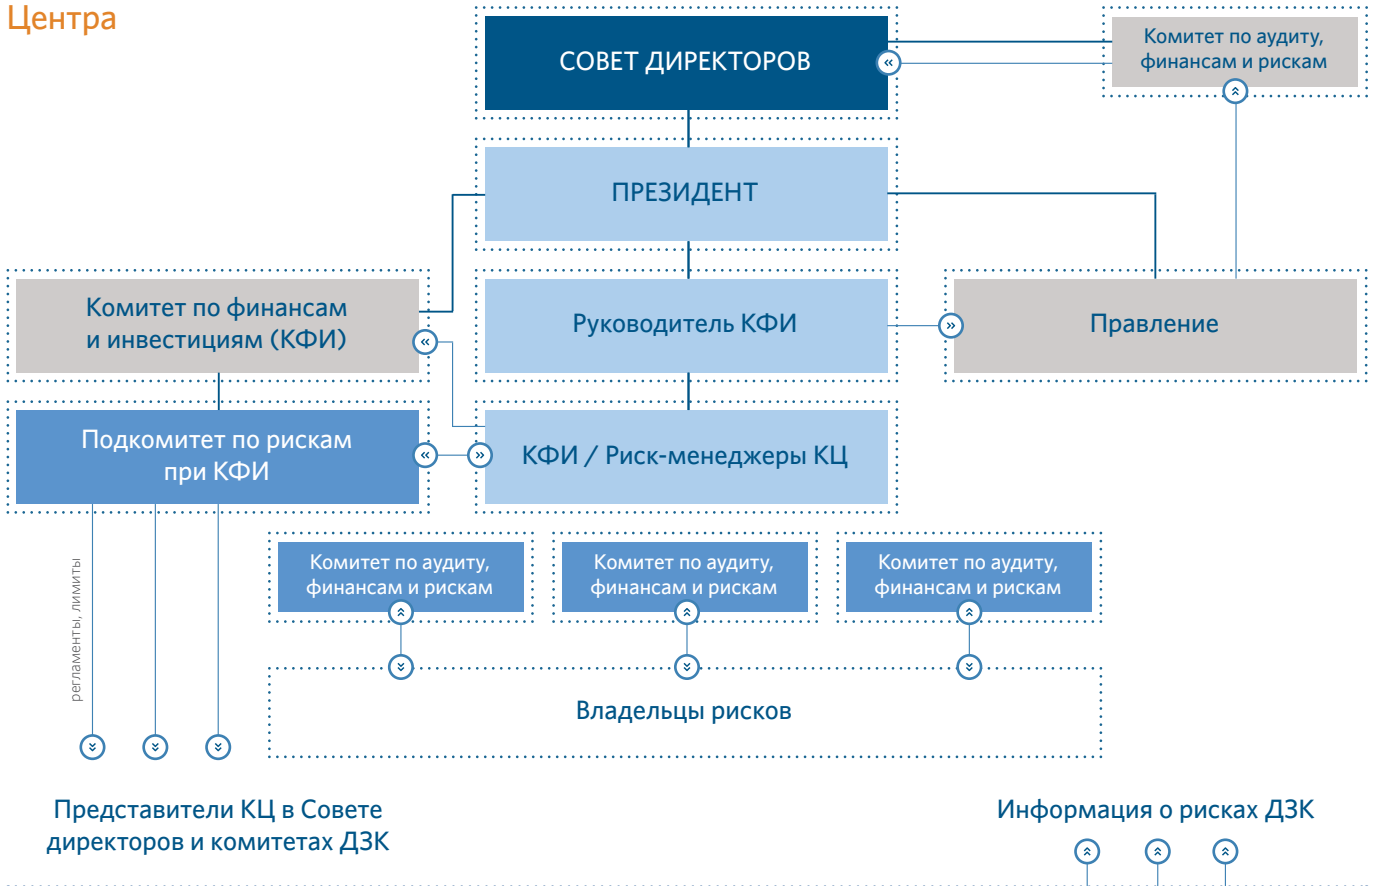 Центра
СОВЕТ ДИРЕКТОРОВ
Комитет по аудиту,
финансам и рискам
ПРЕЗИДЕНТ
Комитет по финансам
и инвестициям (КФИ)
Руководитель КФИ
Правление
Подкомитет по рискам
при КФИ
КФИ / Риск-менеджеры КЦ
регламенты, лимиты
Комитет по аудиту,
финансам и рискам
Комитет по аудиту,
финансам и рискам
Комитет по аудиту,
финансам и рискам
Владельцы рисков
Представители КЦ в Совете
директоров и комитетах ДЗК
Информация о рисках ДЗК